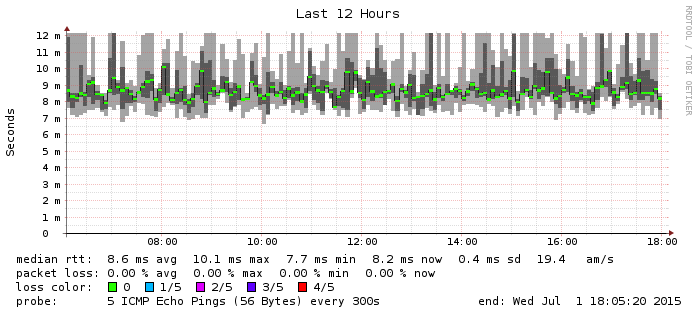 Last 12 Hours
RRDTOOL / TOBI OETIKER
Seconds
12 m
11 m
10 m
9 m
8 m
7 m
6 m
5 m
4 m
3 m
2 m
1 m
0
08:00 10:00 12:00 14:00 16:00 18:00
median rtt: 8.6 ms avg 10.1 ms max 7.7 ms min 8.2 ms now 0.4 ms sd 19.4 am/s
packet loss: 0.00 % avg 0.00 % max 0.00 % min 0.00 % now
loss color: 0 1/5 2/5 3/5 4/5
probe: 5 ICMP Echo Pings (56 Bytes) every 300s end: Wed Jul 1 18:05:20 2015